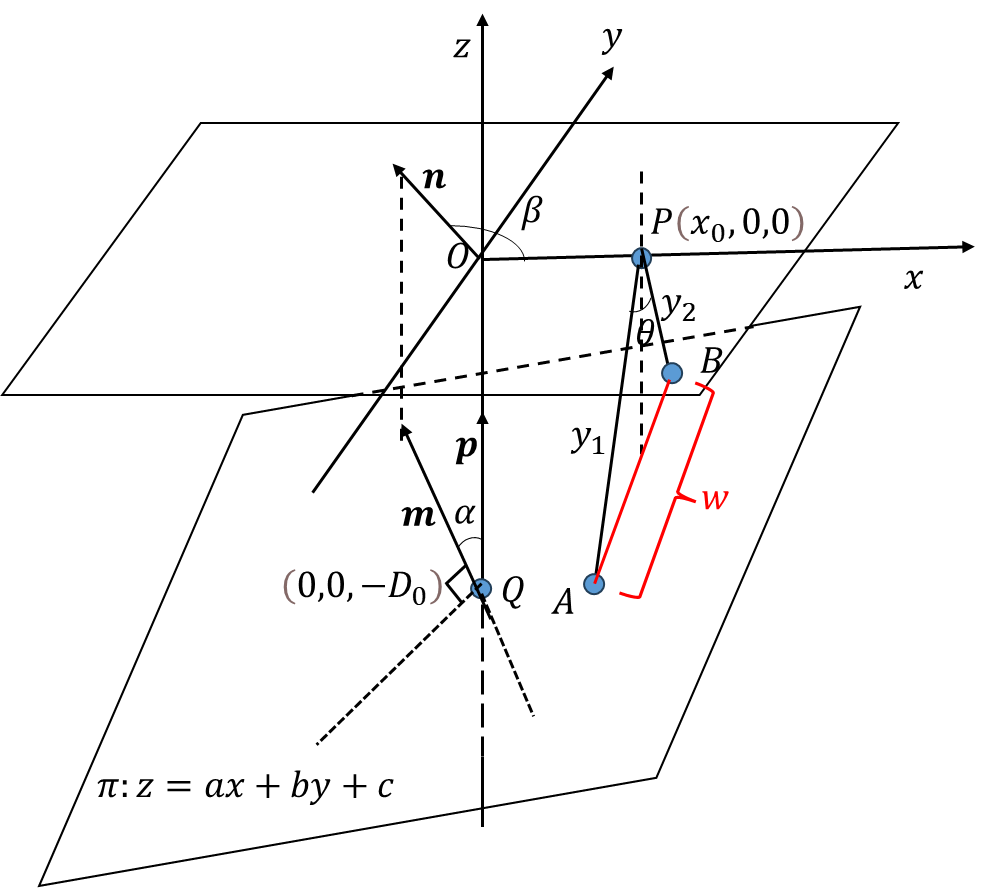 z
y
n
β
P(x₀, 0,0)
O
x
y₂
θ
B
y₁
p
w
m
α
(0,0, −D₀)
Q
A
π: z = ax + by + c